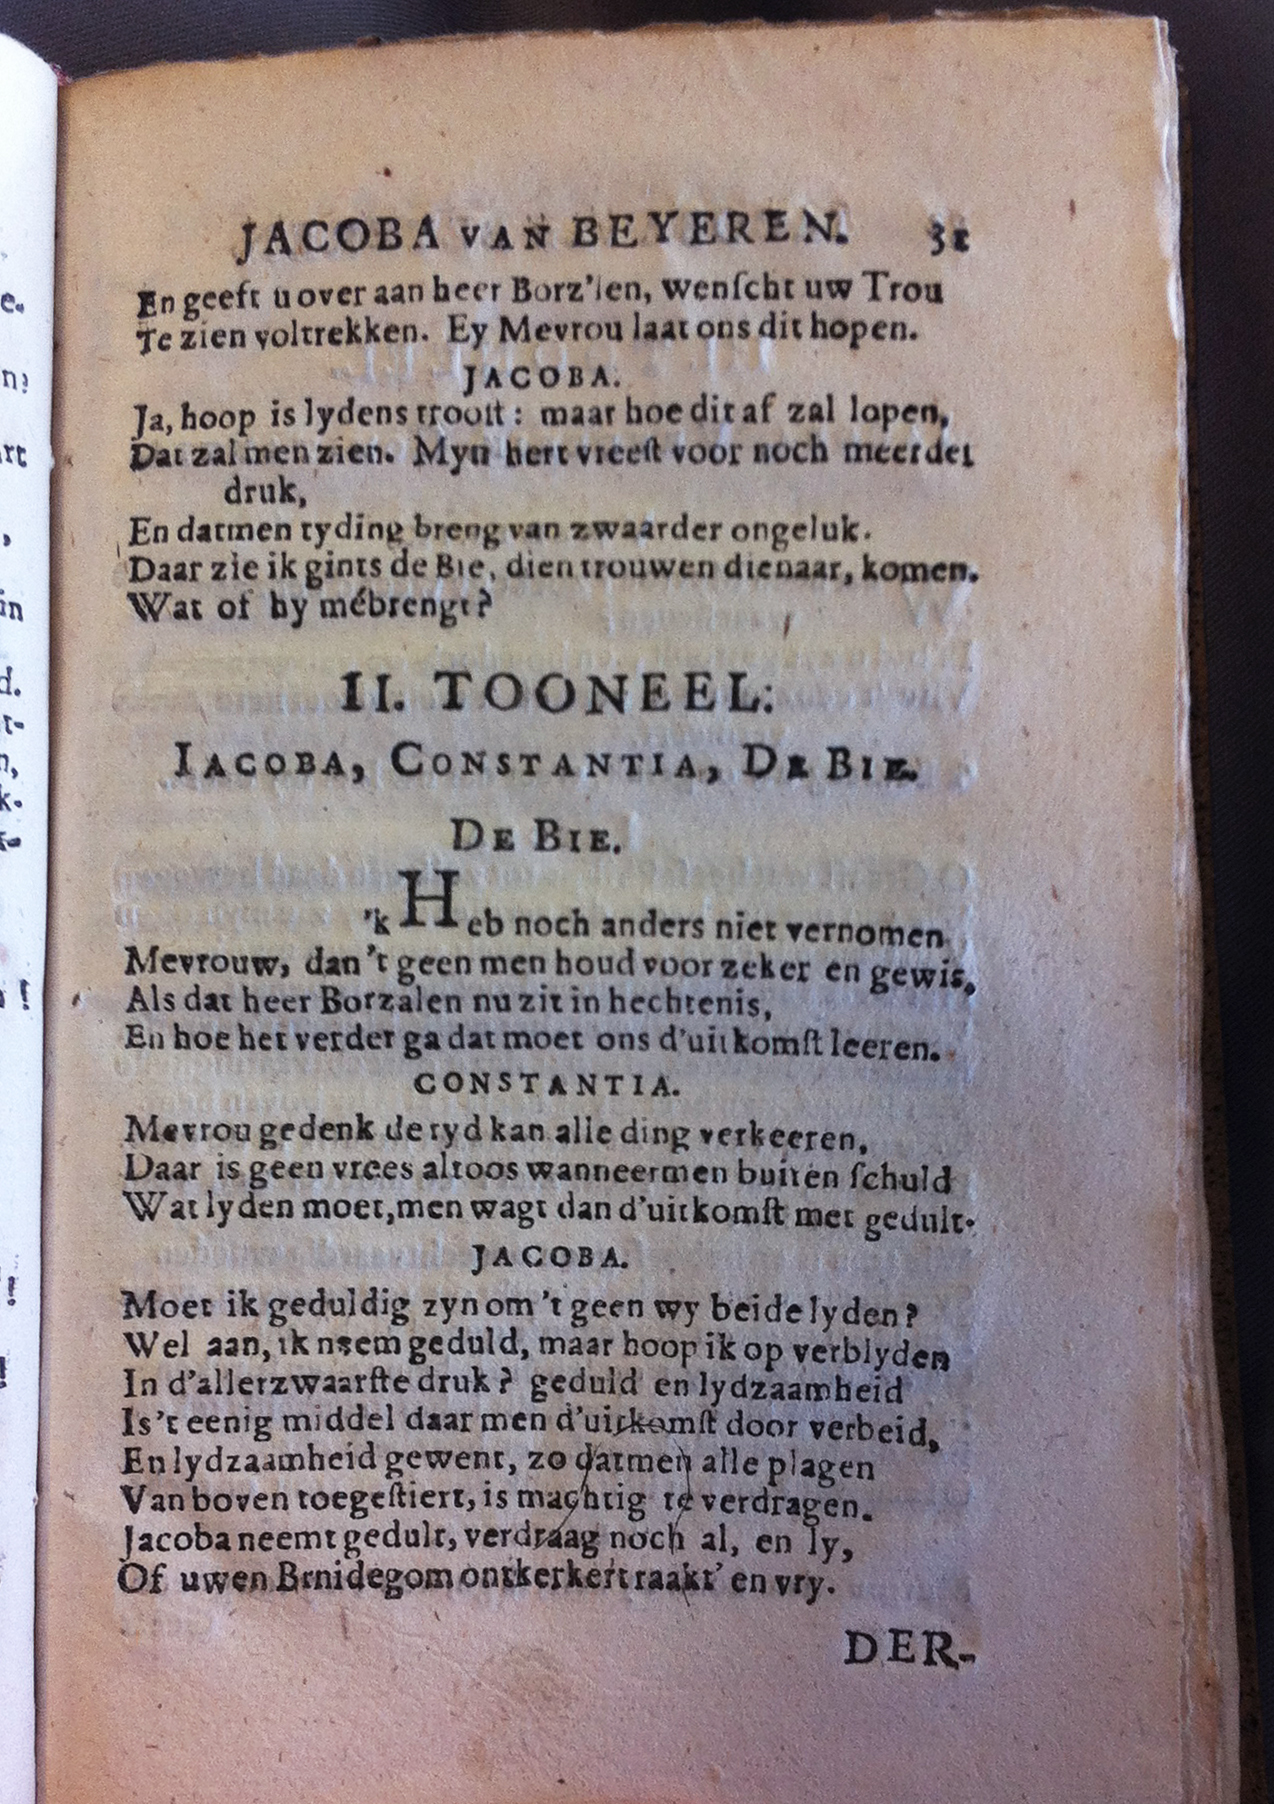 JACOBA VAN BEYEREN. 31
En geeft u over aan heer Borz'len, wenſcht uw Trou
Te zien voltrekken. Ey Mevrou laat ons dit hopen.
JACOBA.
Ja, hoop is lydens trooſt: maar hoe dit af zal lopen,
Dat zal men zien. Myn hert vreeſt voor noch meerder
druk,
En datmen tyding breng van zwaarder ongeluk.
Daar zie ik gints de Bie, dien trouwen dienaar, komen.
Wat of hy mébrengt?
II. TOONEEL.
IACOBA, CONSTANTIA, DE BIE.
DE BIE.
'k Heb noch anders niet vernomen
Mevrouw, dan 't geen men houd voor zeker en gewis,
Als dat heer Borzalen nu zit in hechtenis,
En hoe het verder ga dat moet ons d'uitkomſt leeren.
CONSTANTIA.
Mevrou gedenk de tyd kan alle ding verkeeren,
Daar is geen vrees altoos wanneermen buiten ſchuld
Wat lyden moet, men wagt dan d'uitkomſt met gedult.
JACOBA.
Moet ik geduldig zyn om 't geen wy beide lyden?
Wel aan, ik neem geduld, maar hoop ik op verblyden
In d'allerzwaarſte druk? geduld en lydzaamheid
Is 't eenig middel daar men d'uitkomſt door verbeid,
En lydzaamheid gewent, zo datmen alle plagen
Van boven toegeſtiert, is machtig te verdragen.
Jacoba neemt gedult, verdraag noch al, en ly,
Of uwen Brnidegom ontkerkert raakt' en vry.
DER-
e.
n?
rt
,
in
d.
t-
n,
k-
!
!
!